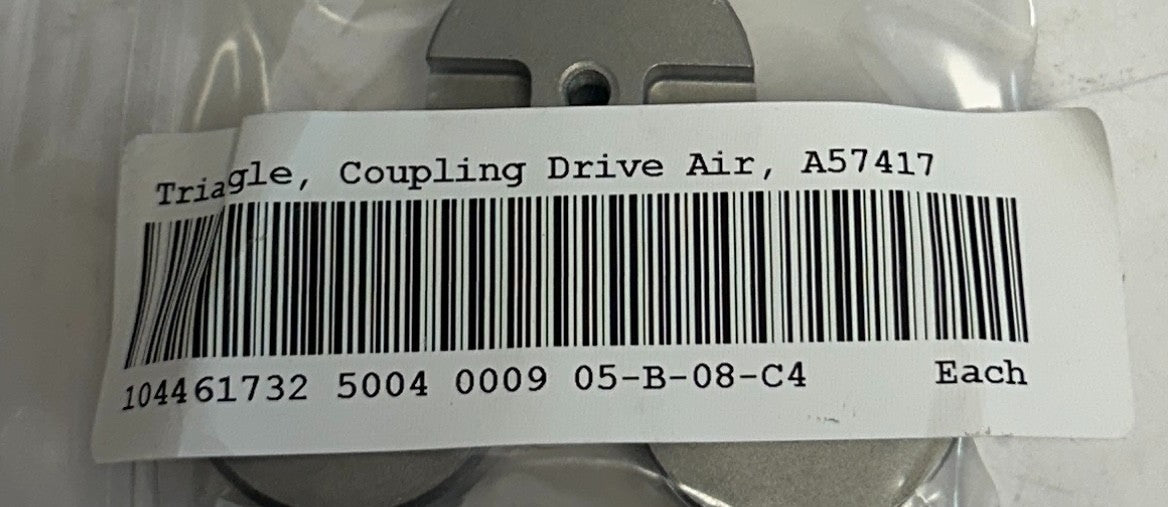 Triagle, Coupling Drive Air, A57417
104461732 5004 0009 05-B-08-C4 Each